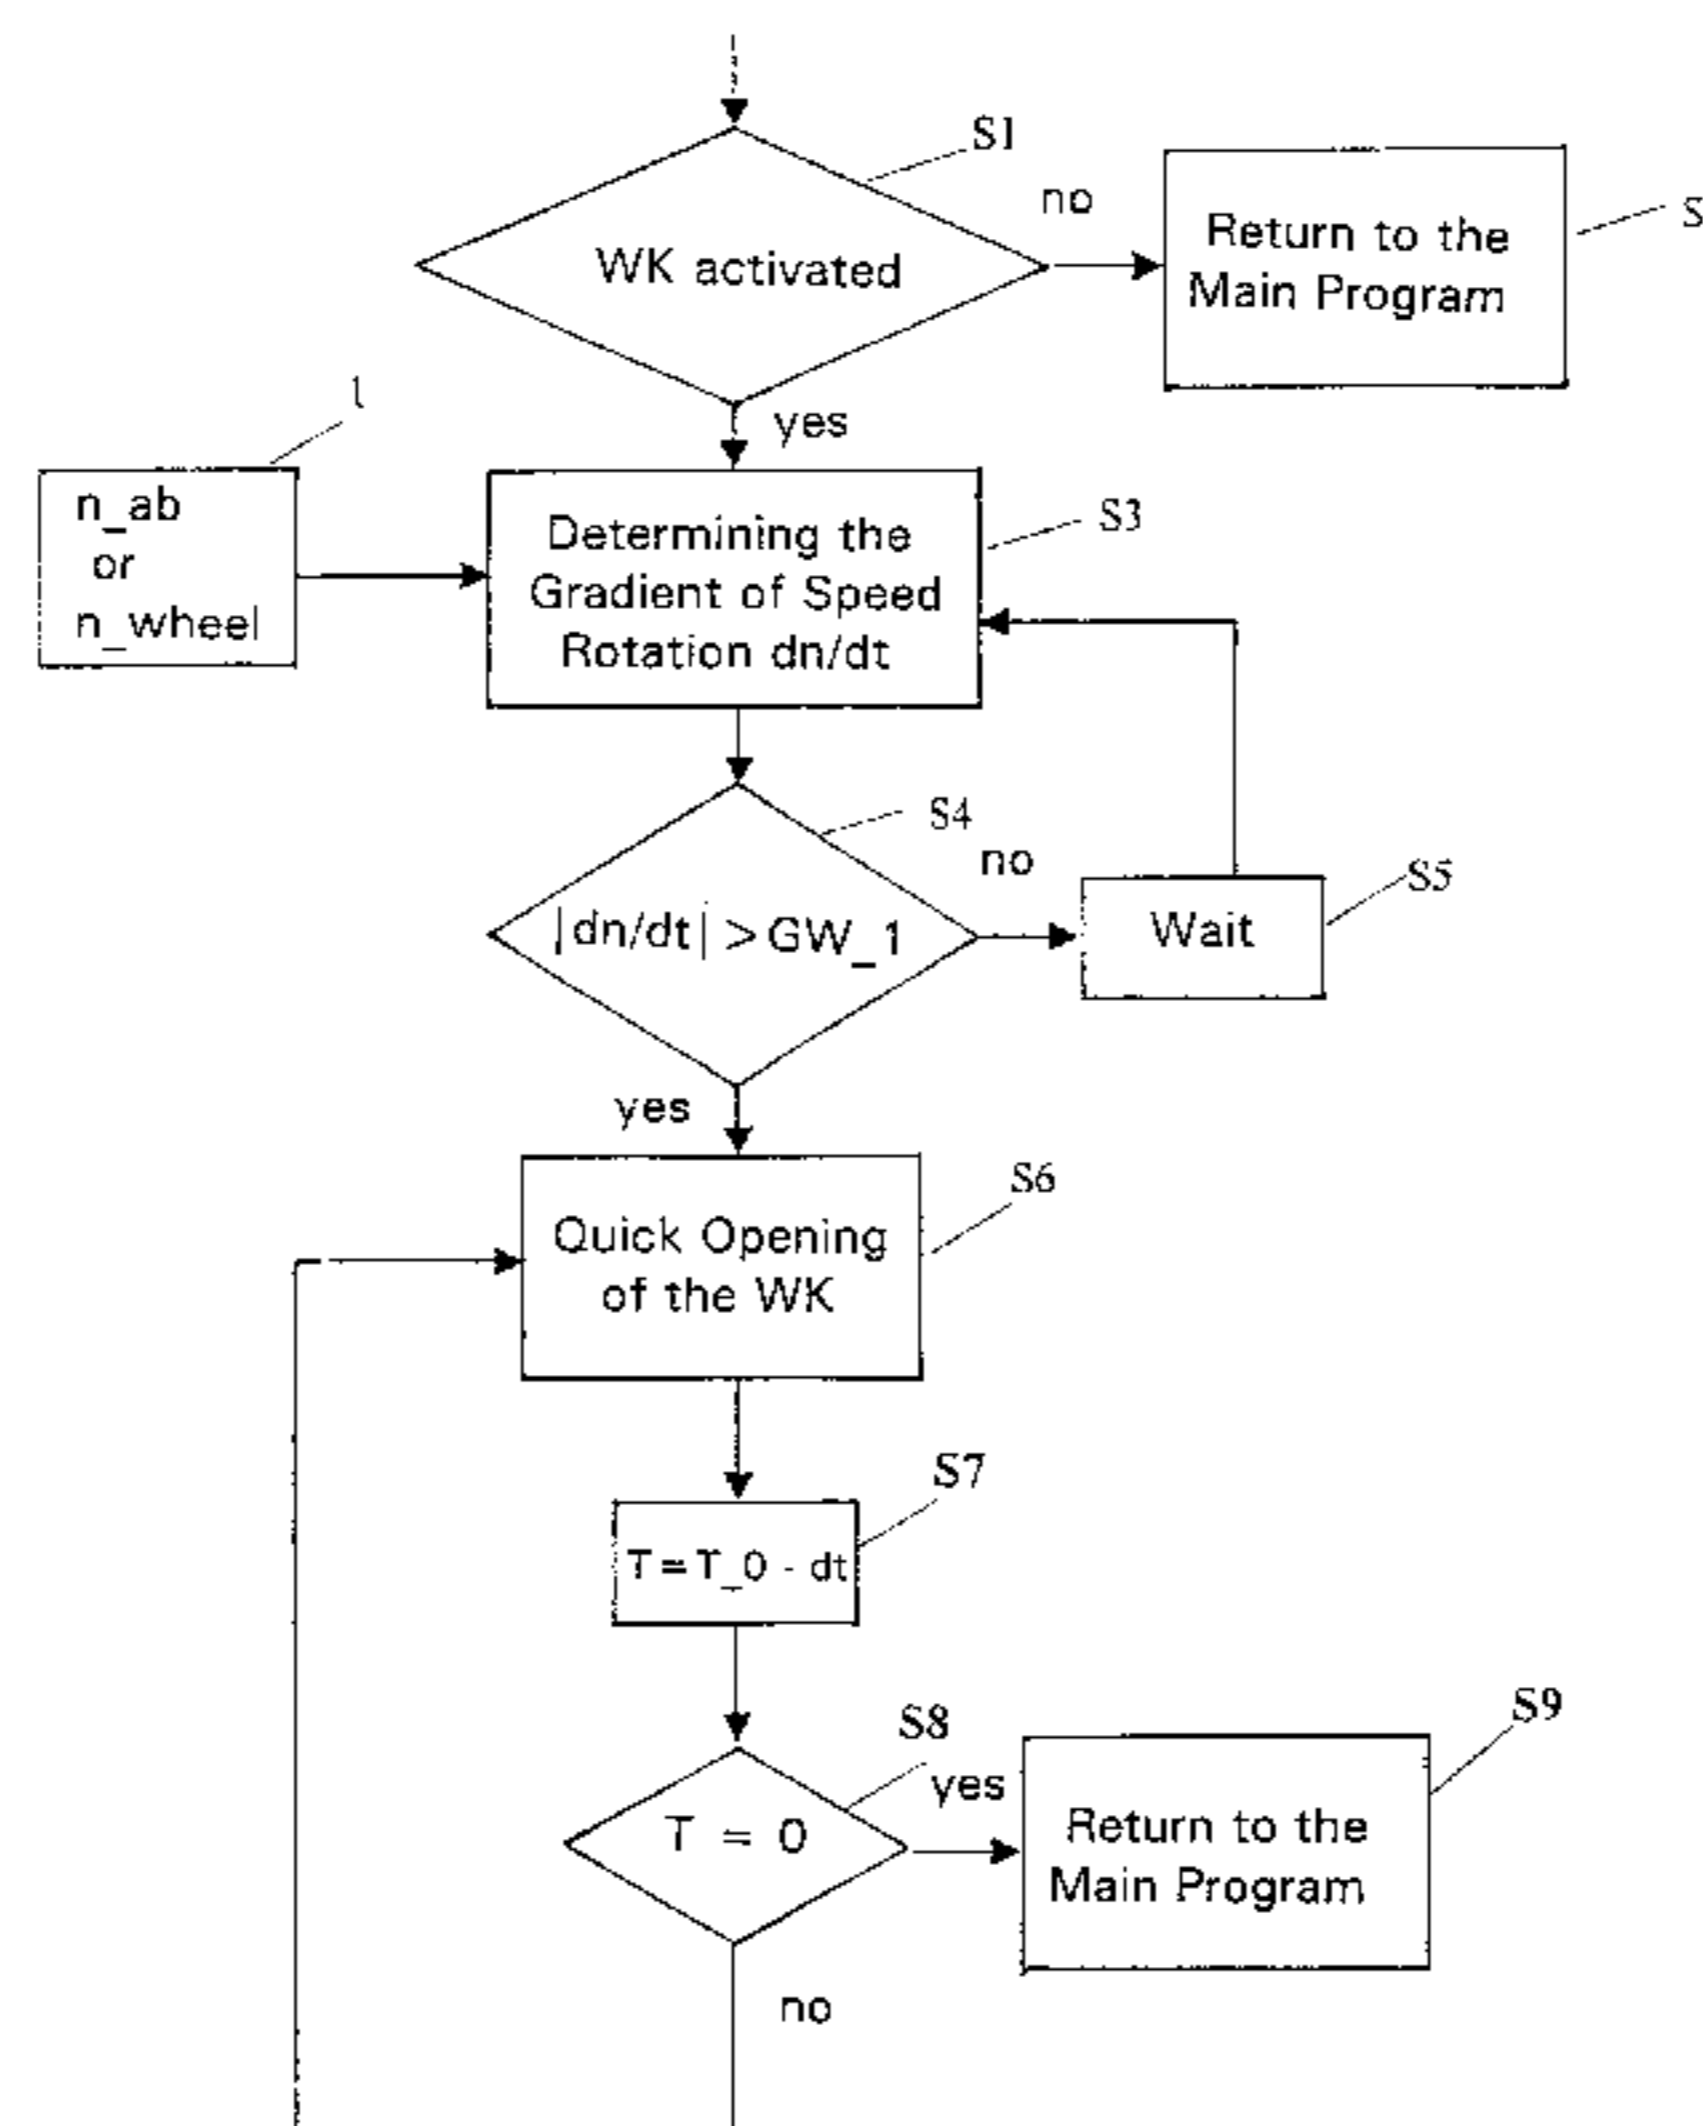 S1
no
WK activated
Return to the
Main Program
S
yes
1
n_ab
or
n_wheel
Determining the
Gradient of Speed
Rotation dn/dt
S3
S4
no
|dn/dt| > GW_1
Wait
S5
yes
Quick Opening
of the WK
S6
S7
T = T_0 - dt
S8
yes
T = 0
Return to the
Main Program
S9
no